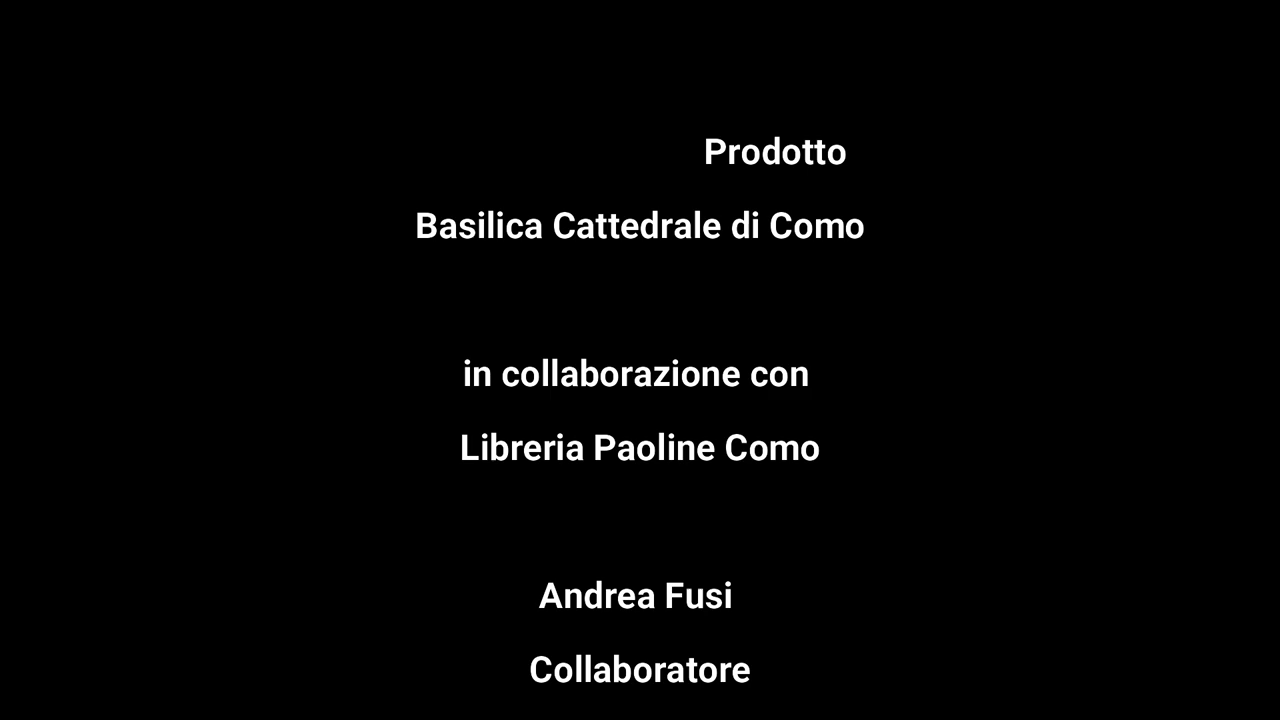 Prodotto
Basilica Cattedrale di Como
in collaborazione con
Libreria Paoline Como
Andrea Fusi
Collaboratore